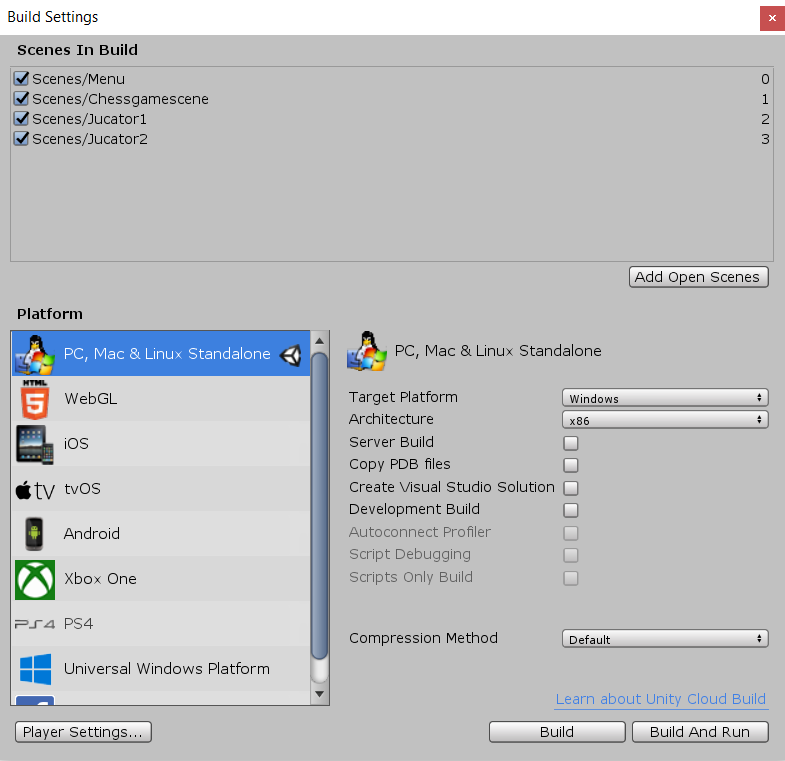 Build Settings
Scenes In Build
Scenes/Menu 0
Scenes/Chessgamescene 1
Scenes/Jucator1 2
Scenes/Jucator2 3
Add Open Scenes
Platform
PC, Mac & Linux Standalone
HTML
5
WebGL
iOS
tv
tvOS
Android
Xbox One
PS4
PS4
Universal Windows Platform
PC, Mac & Linux Standalone
Target Platform Windows
Architecture x86
Server Build
Copy PDB files
Create Visual Studio Solution
Development Build
Autoconnect Profiler
Script Debugging
Scripts Only Build
Compression Method Default
Learn about Unity Cloud Build
Player Settings...
Build
Build And Run